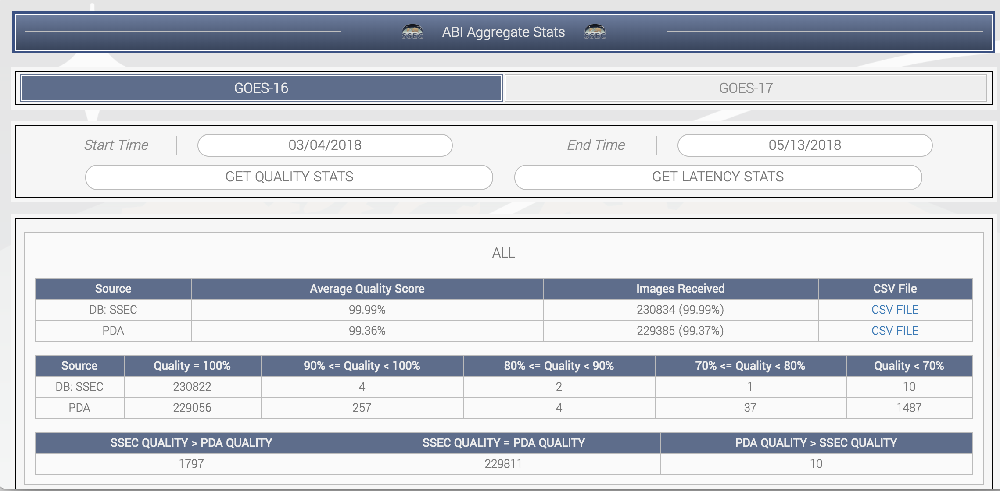 SSEC ABI Aggregate Stats SSEC
GOES-16 GOES-17
Start Time 03/04/2018 End Time 05/13/2018
GET QUALITY STATS GET LATENCY STATS
ALL
Source Average Quality Score Images Received CSV File
DB: SSEC 99.99% 230834 (99.99%) CSV FILE
PDA 99.36% 229385 (99.37%) CSV FILE
Source Quality = 100% 90% <= Quality < 100% 80% <= Quality < 90% 70% <= Quality < 80% Quality < 70%
DB: SSEC 230822 4 2 1 10
PDA 229056 257 4 37 1487
SSEC QUALITY > PDA QUALITY SSEC QUALITY = PDA QUALITY PDA QUALITY > SSEC QUALITY
1797 229811 10